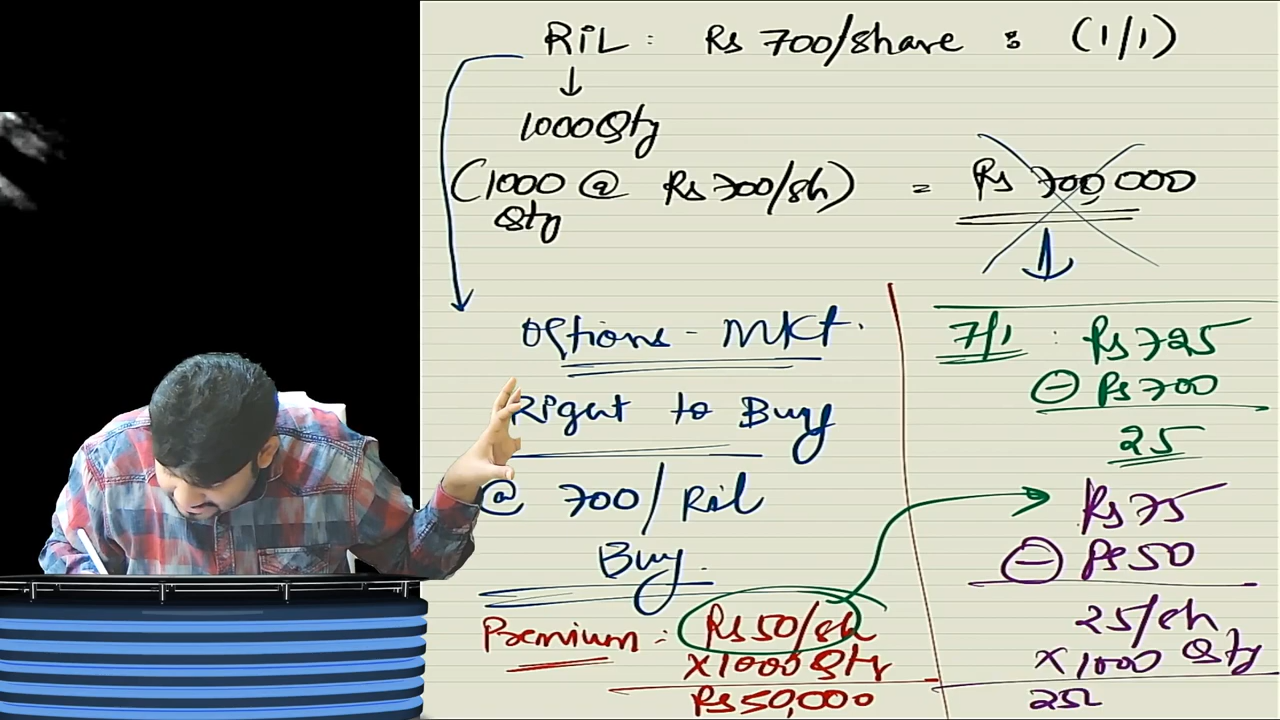 RiL : Rs 700/share : (1/1)
1000 Qty
(1000 @ Rs 700/sh) = Rs 700,000
Qty
Options - MKt.
Right to Buy
@ 700/Ril
Buy.
Premium : Rs 50/sh
x 1000 Qty
Rs 50,000
7/1 : Rs 725
- Rs 700
25
Rs 75
- Rs 50
25/sh
x 1000 Qty
250